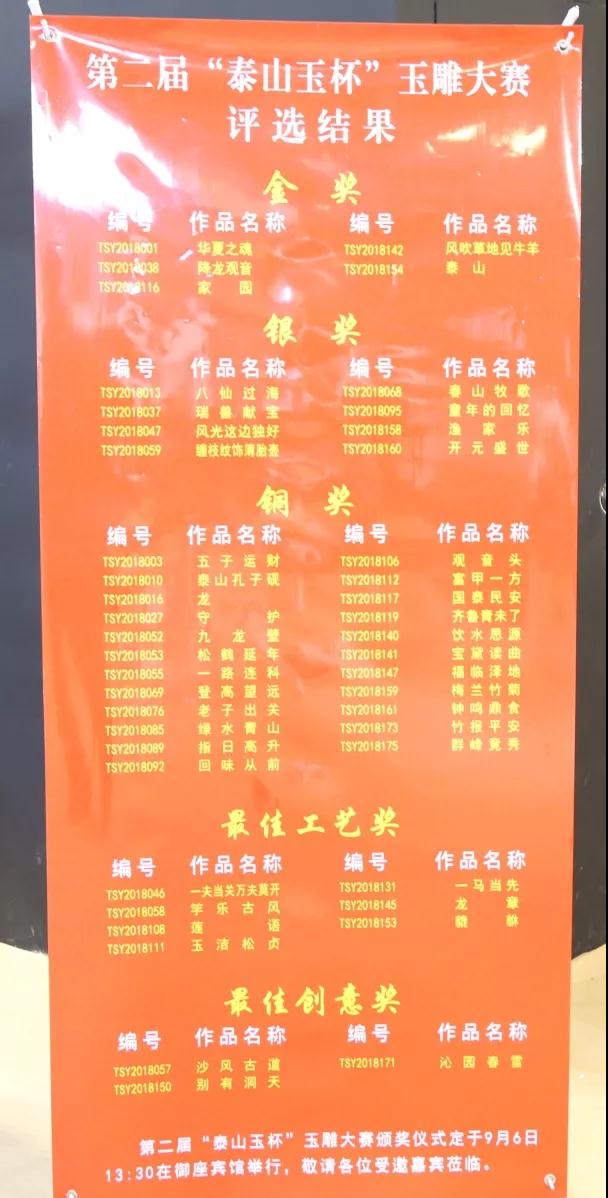 第二届“泰山玉杯”玉雕大赛
评选结果
金奖
编号 作品名称 编号 作品名称
TSY2018001 华夏之魂 TSY2018142 风吹草地见牛羊
TSY2018038 降龙观音 TSY2018154 泰山
TSY2018116 家园
银奖
编号 作品名称 编号 作品名称
TSY2018013 八仙过海 TSY2018068 春山牧歌
TSY2018037 瑞兽献宝 TSY2018095 童年的回忆
TSY2018047 风光这边独好 TSY2018158 渔家乐
TSY2018059 缠枝纹饰薄胎壶 TSY2018160 开元盛世
铜奖
编号 作品名称 编号 作品名称
TSY2018003 五子运财 TSY2018106 观音头
TSY2018010 泰山孔子砚 TSY2018112 富甲一方
TSY2018016 龙 TSY2018117 国泰民安
TSY2018027 守护 TSY2018119 齐鲁青未了
TSY2018052 九龙璧 TSY2018140 饮水思源
TSY2018053 松鹤延年 TSY2018141 宝黛读曲
TSY2018055 一路连科 TSY2018147 福临泽地
TSY2018069 登高望远 TSY2018159 梅兰竹菊
TSY2018076 老子出关 TSY2018161 钟鸣鼎食
TSY2018085 绿水青山 TSY2018173 竹报平安
TSY2018089 指日高升 TSY2018175 群峰竟秀
TSY2018092 回味从前
最佳工艺奖
编号 作品名称 编号 作品名称
TSY2018046 一夫当关万夫莫开 TSY2018131 一马当先
TSY2018058 竽乐古风 TSY2018145 龙章
TSY2018108 莲语 TSY2018153 貔貅
TSY2018111 玉洁松贞
最佳创意奖
编号 作品名称 编号 作品名称
TSY2018057 沙风古道 TSY2018171 沁园春雪
TSY2018150 别有洞天
第二届“泰山玉杯”玉雕大赛颁奖仪式定于9月6日
13:30在御座宾馆举行，敬请各位受邀嘉宾莅临。